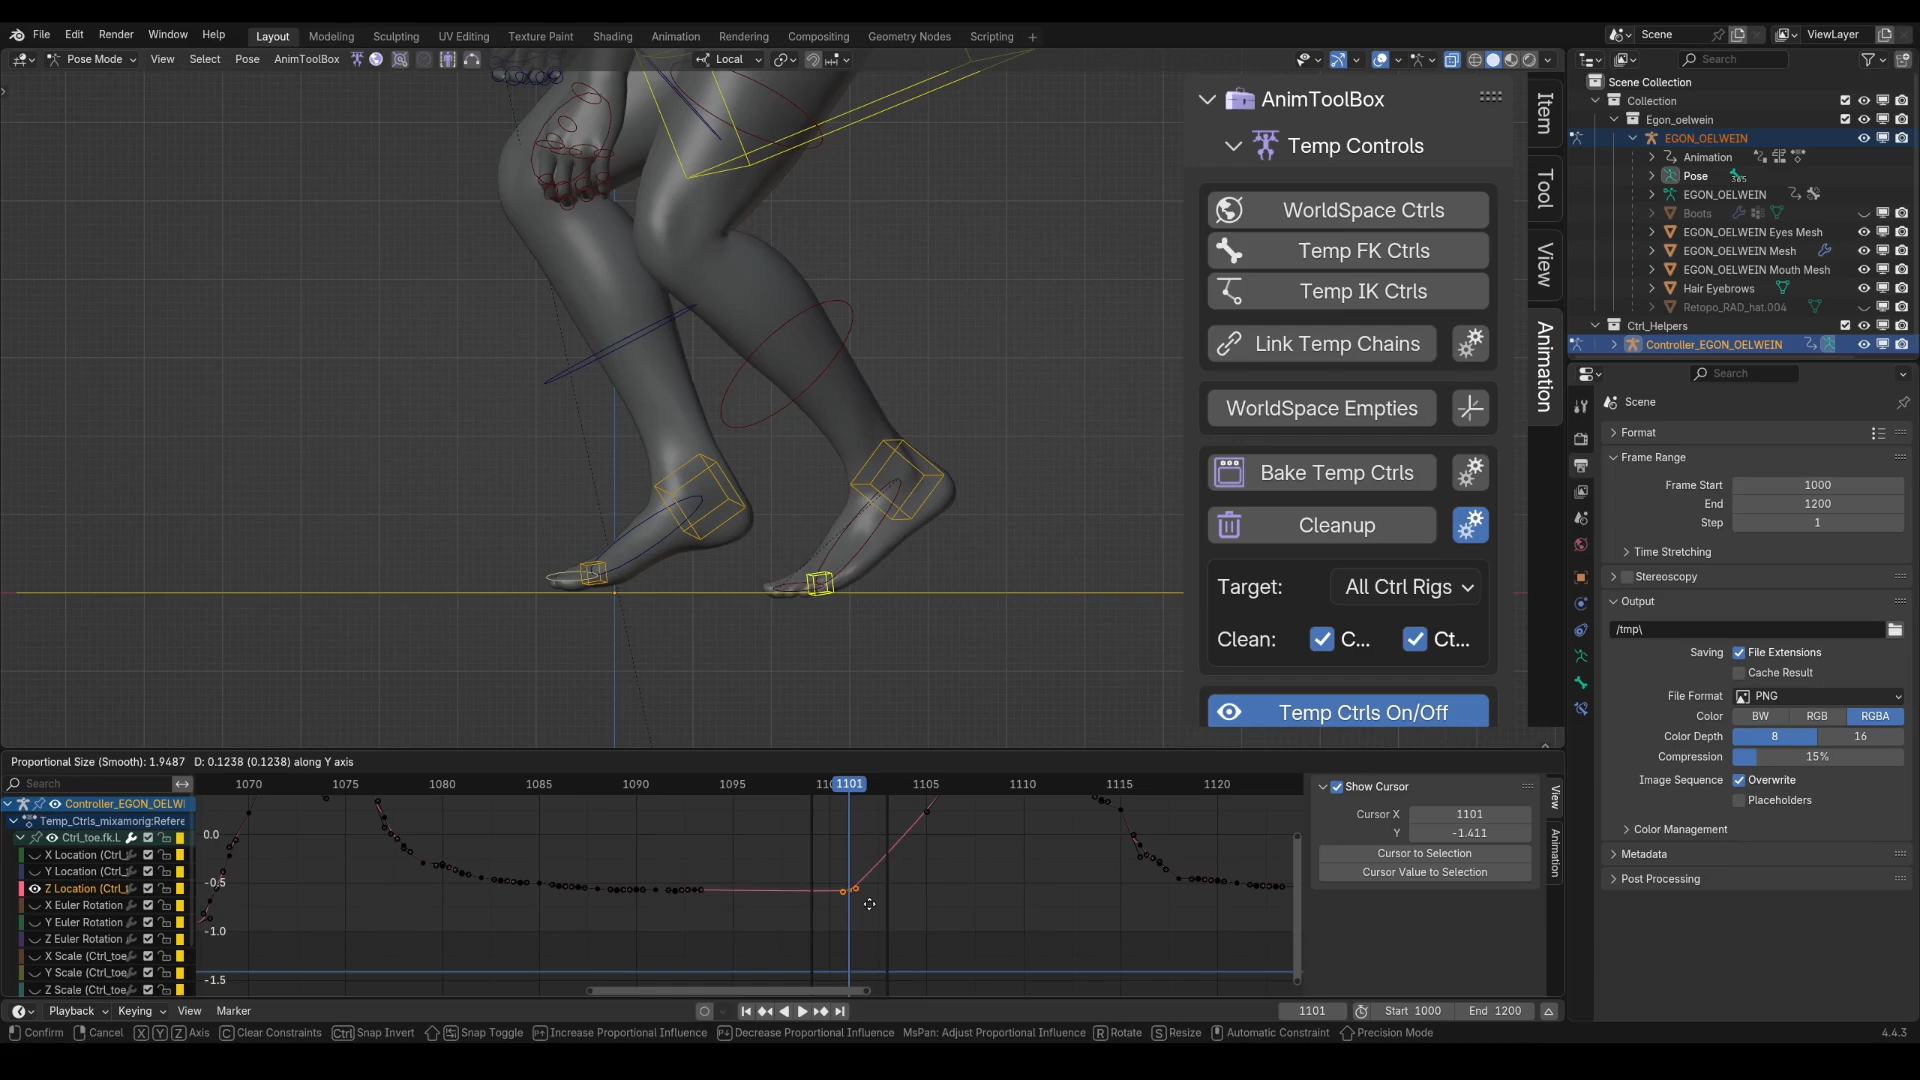 File Edit Render Window Help Layout Modeling Sculpting UV Editing Texture Paint Shading Animation Rendering Compositing Geometry Nodes Scripting + Scene ViewLayer
Pose Mode View Select Pose AnimToolBox Local Search
Scene Collection
Collection
Egon_oelwein
EGON_OELWEIN
Animation
Pose
EGON_OELWEIN
Boots
EGON_OELWEIN Eyes Mesh
EGON_OELWEIN Mesh
EGON_OELWEIN Mouth Mesh
Hair Eyebrows
Retopo_RAD_hat.004
Ctrl_Helpers
Controller_EGON_OELWEIN
AnimToolBox
Temp Controls
WorldSpace Ctrls
Temp FK Ctrls
Temp IK Ctrls
Link Temp Chains
WorldSpace Empties
Bake Temp Ctrls
Cleanup
Target: All Ctrl Rigs
Clean: C... Ct...
Temp Ctrls On/Off
Item
Tool
View
Animation
Search
Scene
Format
Frame Range
Frame Start 1000
End 1200
Step 1
Time Stretching
Stereoscopy
Output
/tmp\
Saving File Extensions
Cache Result
File Format PNG
Color BW RGB RGBA
Color Depth 8 16
Compression 15%
Image Sequence Overwrite
Placeholders
Color Management
Metadata
Post Processing
Proportional Size (Smooth): 1.9487 D: 0.1238 (0.1238) along Y axis
Search
1070 1075 1080 1085 1090 1095 1101 1105 1110 1115 1120
Controller_EGON_OELWI
Temp_Ctrls_mixamorig:Refere
Ctrl_toe.fk.L
X Location (Ctrl_
Y Location (Ctrl_
Z Location (Ctrl_
X Euler Rotation
Y Euler Rotation
Z Euler Rotation
X Scale (Ctrl_toe
Y Scale (Ctrl_toe
Z Scale (Ctrl_toe
0.0
-0.5
-1.0
-1.5
Show Cursor
Cursor X 1101
Y -1.411
Cursor to Selection
Cursor Value to Selection
View
Animation
Playback Keying View Marker 1101 Start 1000 End 1200
Confirm Cancel X Y Z Axis C Clear Constraints Ctrl Snap Invert Snap Toggle Increase Proportional Influence Decrease Proportional Influence MsPan: Adjust Proportional Influence R Rotate S Resize Automatic Constraint Precision Mode 4.4.3